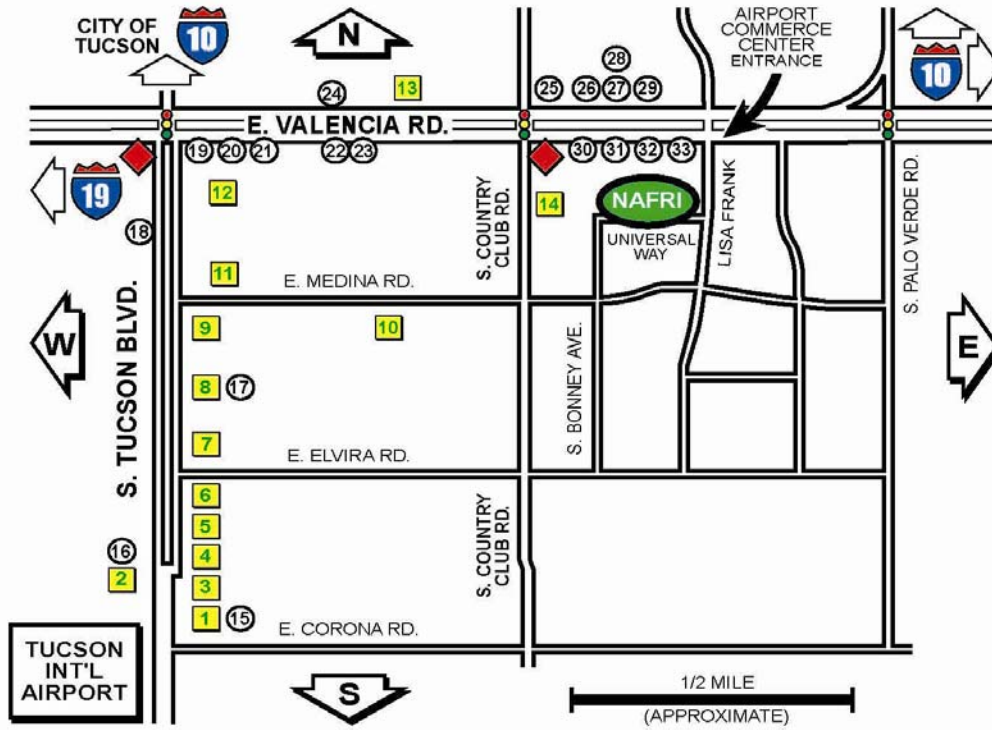 CITY OF
TUCSON
10
N
AIRPORT
COMMERCE
CENTER
ENTRANCE
10
28
24
13
25
26
27
29
E. VALENCIA RD.
19
20
21
22
23
30
31
32
33
19
12
14
NAFRI
18
UNIVERSAL
WAY
LISA FRANK
S. COUNTRY
CLUB RD.
S. PALO VERDE RD.
11
E. MEDINA RD.
W
S. TUCSON BLVD.
9
10
E
8
17
S. BONNEY AVE.
7
E. ELVIRA RD.
6
5
4
3
S. COUNTRY
CLUB RD.
16
2
1
15
E. CORONA RD.
TUCSON
INT'L
AIRPORT
S
1/2 MILE
(APPROXIMATE)